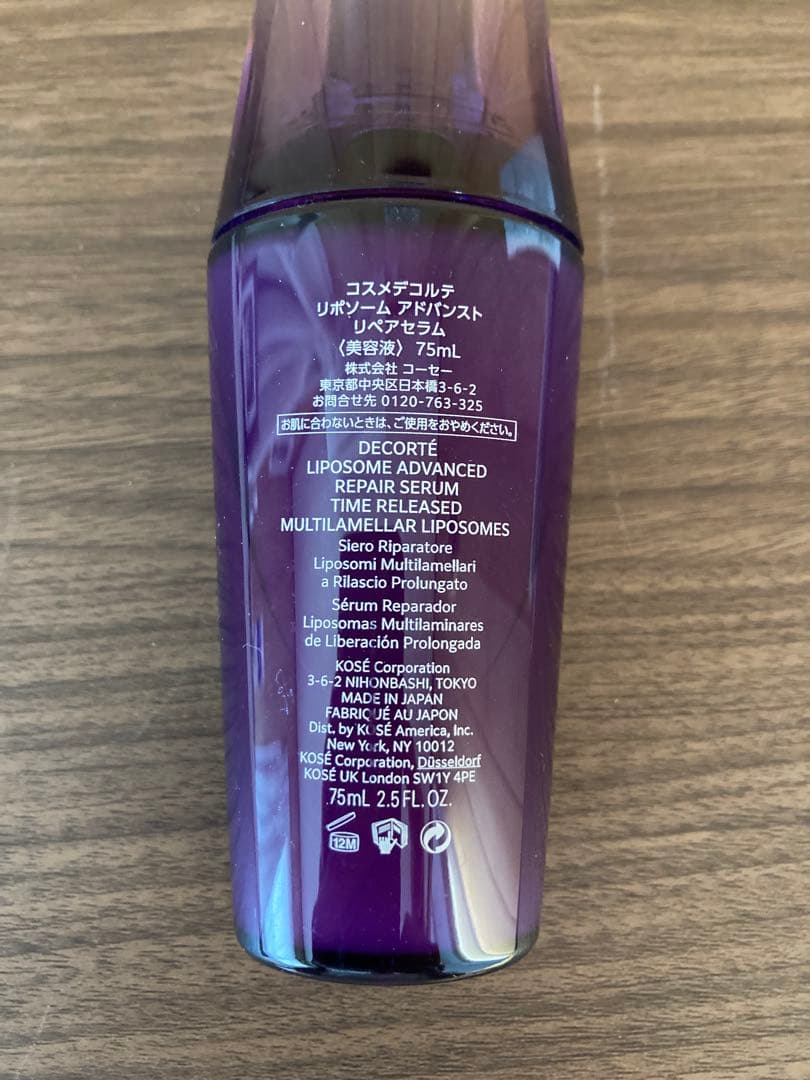 コスメデコルテ
リポソーム アドバンスト
リペアセラム
〈美容液〉 75mL
株式会社 コーセー
東京都中央区日本橋3-6-2
お問合せ先 0120-763-325
お肌に合わないときは、ご使用をおやめください。
DECORTÉ
LIPOSOME ADVANCED
REPAIR SERUM
TIME RELEASED
MULTILAMELLAR LIPOSOMES
Siero Riparatore
Liposomi Multilamellari
a Rilascio Prolungato
Sérum Reparador
Liposomas Multilaminares
de Liberación Prolongada
KOSÉ Corporation
3-6-2 NIHONBASHI, TOKYO
MADE IN JAPAN
FABRIQUÉ AU JAPON
Dist. by KOSÉ America, Inc.
New York, NY 10012
KOSÉ Corporation, Düsseldorf
KOSÉ UK London SW1Y 4PE
75mL 2.5 FL. OZ.
12M